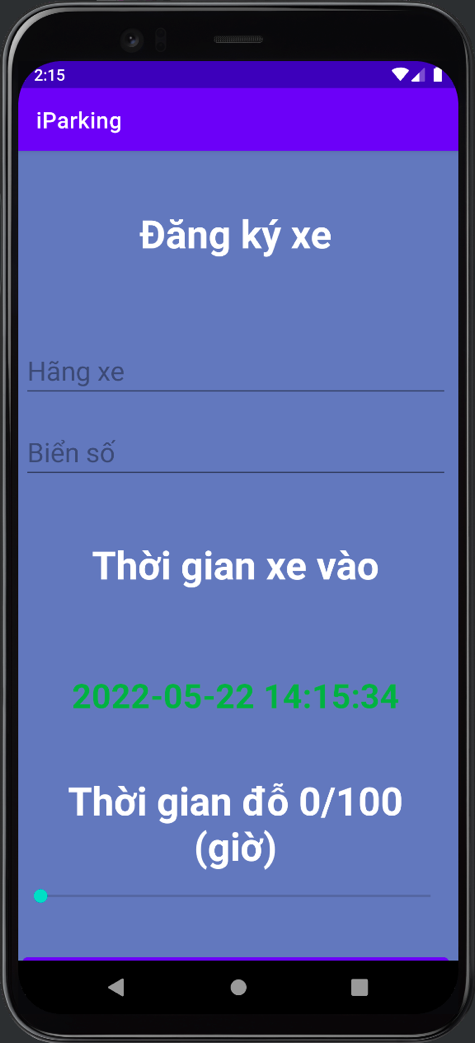 2:15
iParking
Đăng ký xe
Hãng xe
Biển số
Thời gian xe vào
2022-05-22 14:15:34
Thời gian đỗ 0/100
(giờ)